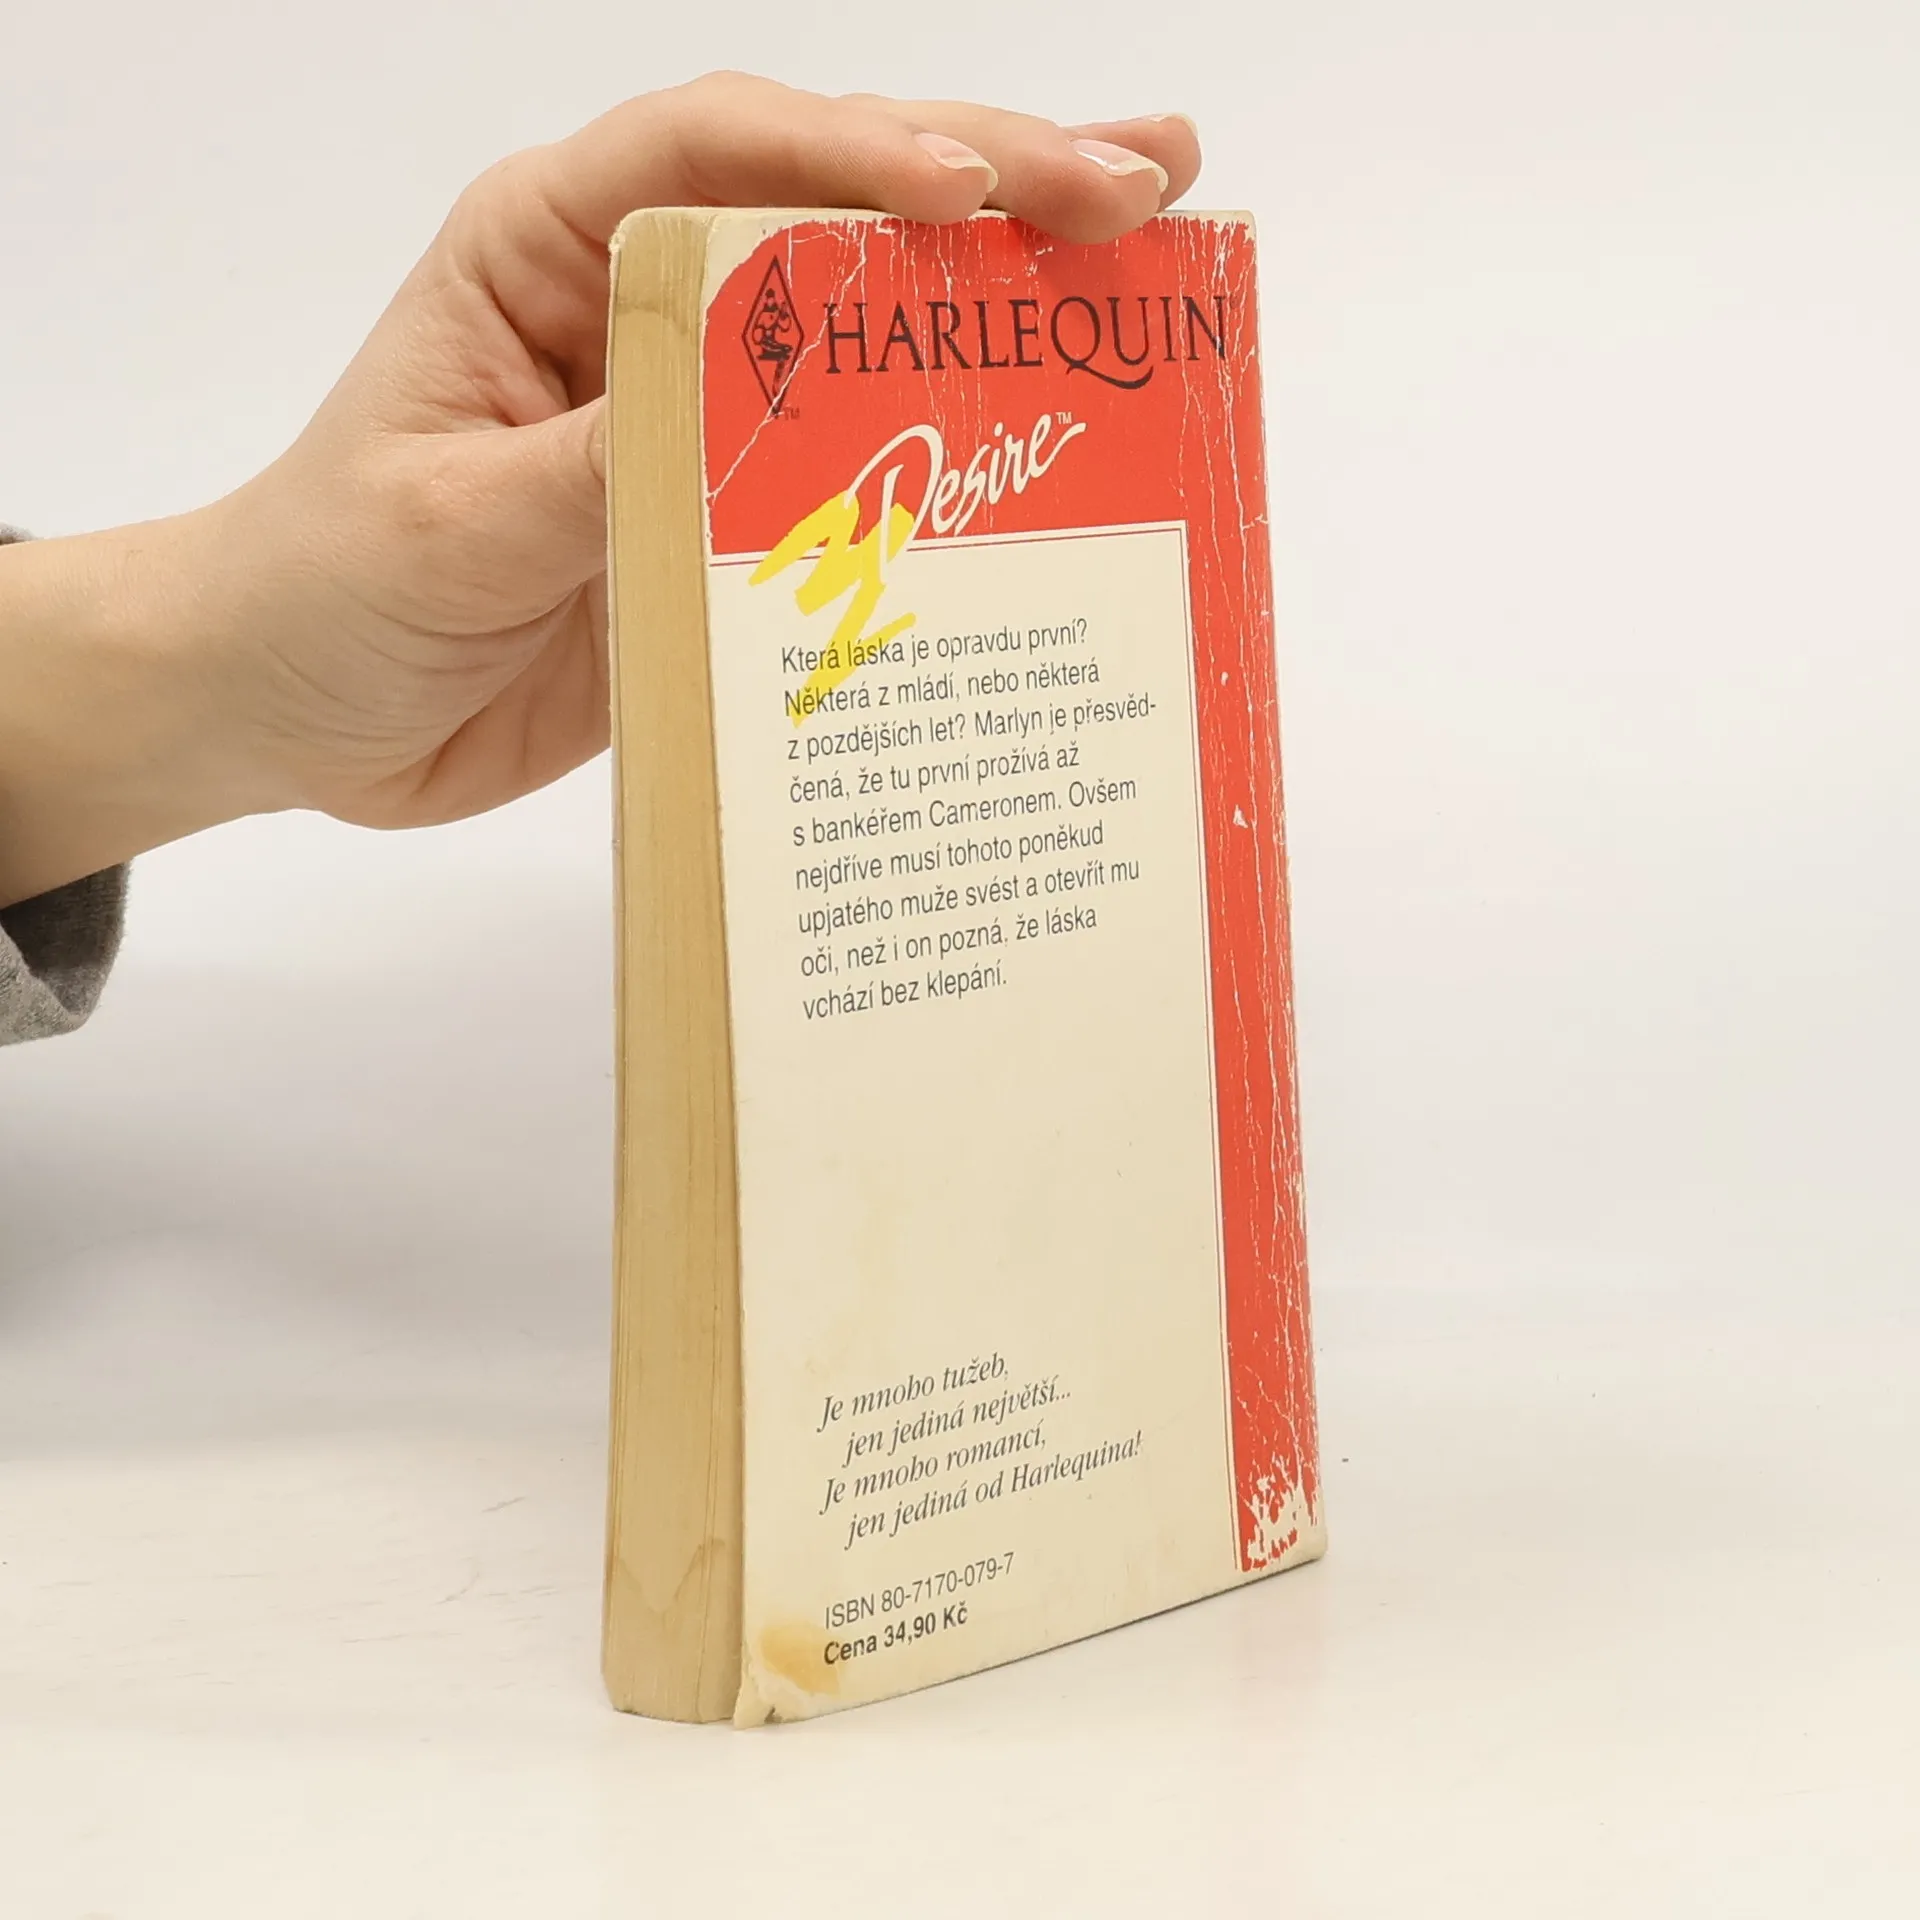 HARLEQUIN
TM
Desire™
Která láska je opravdu první?
Některá z mládí, nebo některá
z pozdějších let? Marlyn je přesvěd-
čená, že tu první prožívá až
s bankéřem Cameronem. Ovšem
nejdříve musí tohoto poněkud
upjatého muže svést a otevřít mu
oči, než i on pozná, že láska
vchází bez klepání.
Je mnoho tužeb,
jen jediná největší...
Je mnoho romancí,
jen jediná od Harlequina!
ISBN 80-7170-079-7
Cena 34,90 Kč